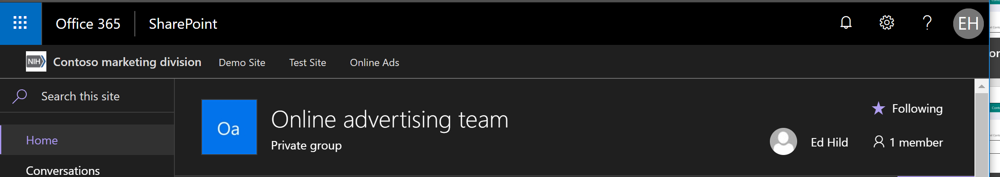 Office 365 SharePoint EH
NIH Contoso marketing division Demo Site Test Site Online Ads
Search this site
Following
Oa
Online advertising team
Home
Private group
Ed Hild 1 member
Conversations